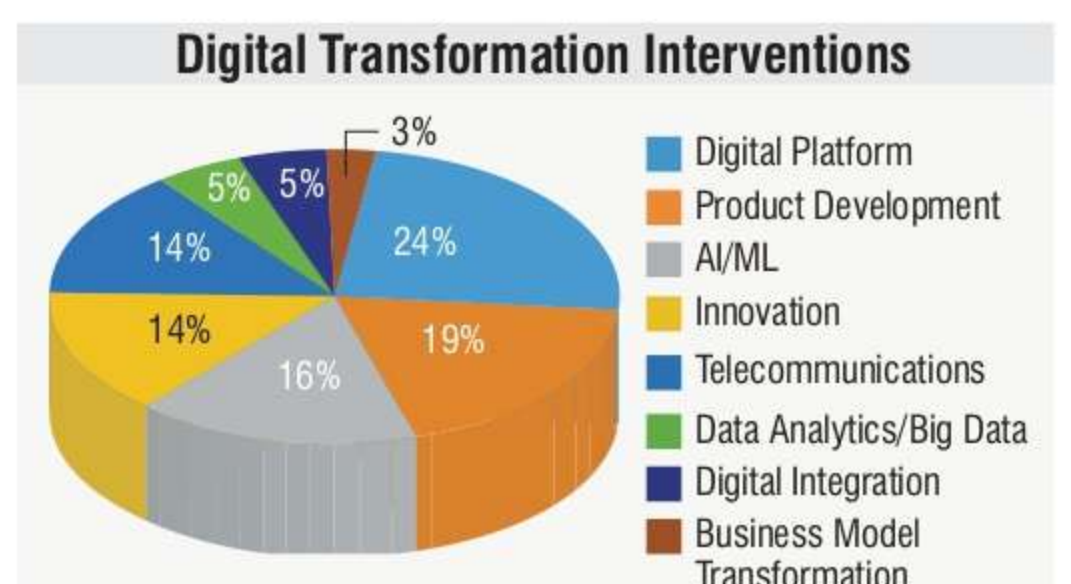 Digital Transformation Interventions
3%
5%
5%
24%
14%
14%
19%
16%
Digital Platform
Product Development
AI/ML
Innovation
Telecommunications
Data Analytics/Big Data
Digital Integration
Business Model
Transformation